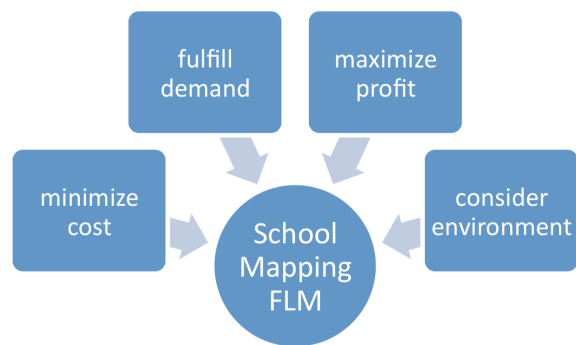 fulfill
demand
maximize
profit
minimize
cost
consider
environment
School
Mapping
FLM